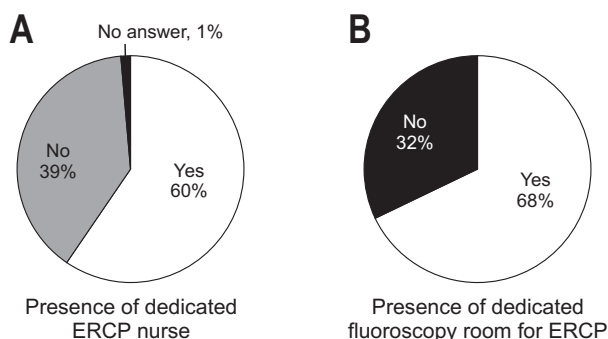 A
No answer, 1%
No
39%
Yes
60%
Presence of dedicated
ERCP nurse
B
No
32%
Yes
68%
Presence of dedicated
fluoroscopy room for ERCP